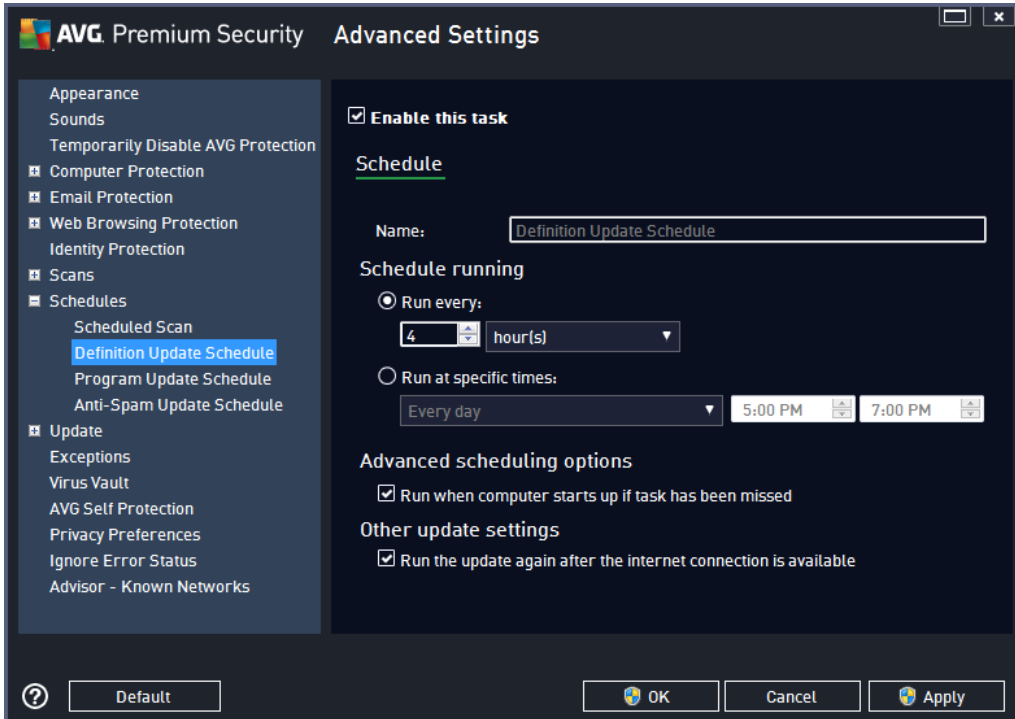 AVG. Premium Security
Advanced Settings
Appearance
Sounds
Temporarily Disable AVG Protection
Computer Protection
Email Protection
Web Browsing Protection
Identity Protection
Scans
Schedules
Scheduled Scan
Definition Update Schedule
Program Update Schedule
Anti-Spam Update Schedule
Update
Exceptions
Virus Vault
AVG Self Protection
Privacy Preferences
Ignore Error Status
Advisor - Known Networks
Enable this task
Schedule
Name: Definition Update Schedule
Schedule running
Run every:
4 hour(s)
Run at specific times:
Every day 5:00 PM 7:00 PM
Advanced scheduling options
Run when computer starts up if task has been missed
Other update settings
Run the update again after the internet connection is available
? Default OK Cancel Apply